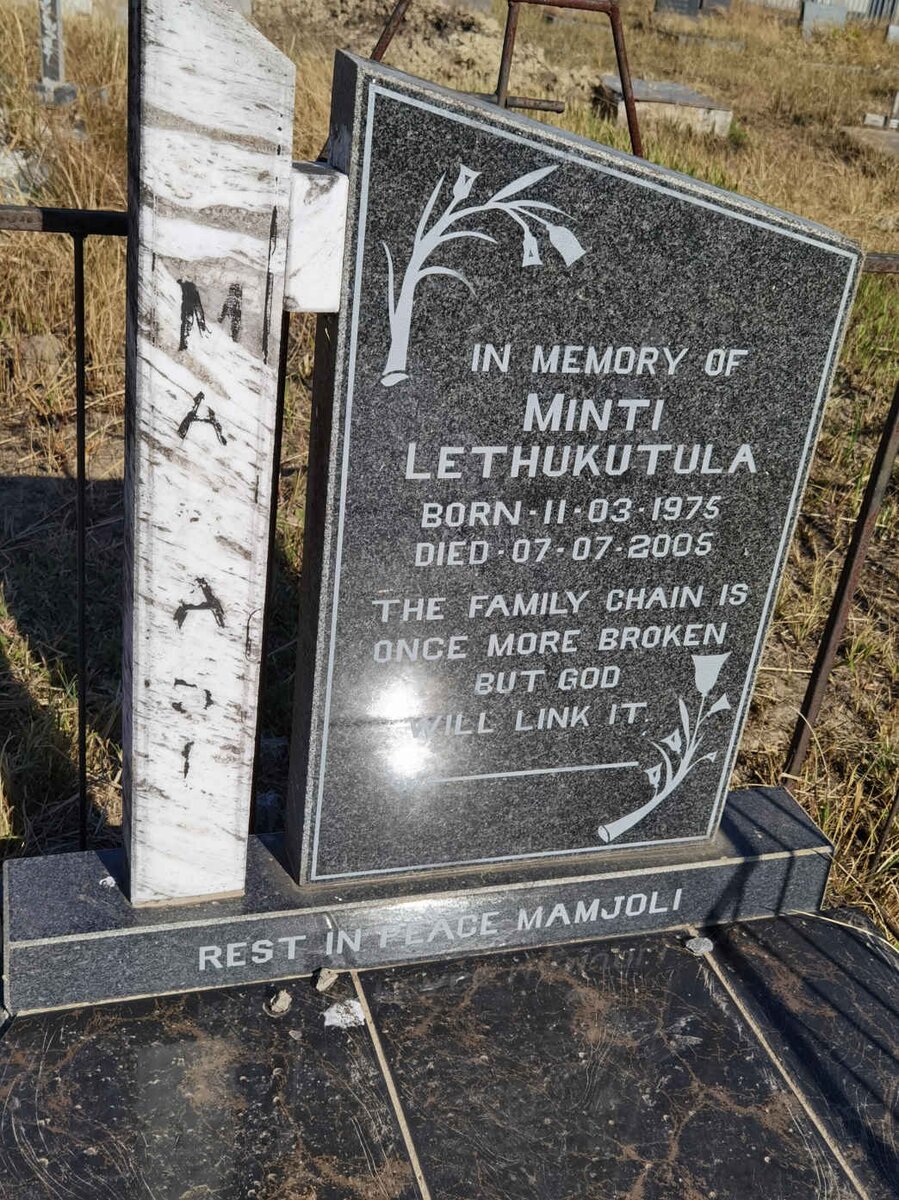 IN MEMORY OF
MINTI
LETHUKUTULA
BORN·11·03·1975
DIED·07·07·2005
THE FAMILY CHAIN IS
ONCE MORE BROKEN
BUT GOD
WILL LINK IT.
REST IN PEACE MAMJOLI